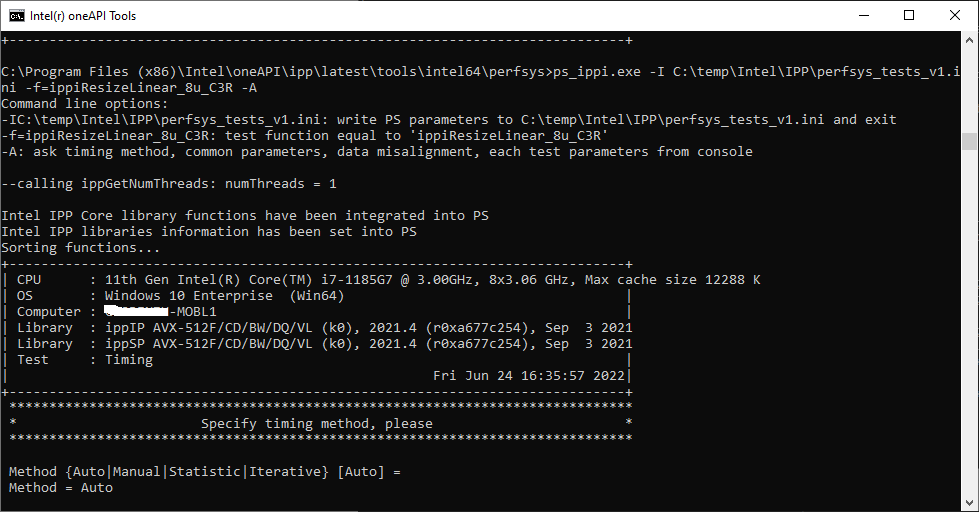 Intel(r) oneAPI Tools
+-----------------------------------------------------------------------------+
C:\Program Files (x86)\Intel\oneAPI\ipp\latest\tools\intel64\perfsys>ps_ippi.exe -I C:\temp\Intel\IPP\perfsys_tests_v1.i
ni -f=ippiResizeLinear_8u_C3R -A
Command line options:
-IC:\temp\Intel\IPP\perfsys_tests_v1.ini: write PS parameters to C:\temp\Intel\IPP\perfsys_tests_v1.ini and exit
-f=ippiResizeLinear_8u_C3R: test function equal to 'ippiResizeLinear_8u_C3R'
-A: ask timing method, common parameters, data misalignment, each test parameters from console
--calling ippGetNumThreads: numThreads = 1
Intel IPP Core library functions have been integrated into PS
Intel IPP libraries information has been set into PS
Sorting functions...
+-----------------------------------------------------------------------------+
| CPU      : 11th Gen Intel(R) Core(TM) i7-1185G7 @ 3.00GHz, 8x3.06 GHz, Max cache size 12288 K
| OS       : Windows 10 Enterprise  (Win64)                                   |
| Computer : -MOBL1                                                   |
| Library  : ippIP AVX-512F/CD/BW/DQ/VL (k0), 2021.4 (r0xa677c254), Sep  3 2021
| Library  : ippSP AVX-512F/CD/BW/DQ/VL (k0), 2021.4 (r0xa677c254), Sep  3 2021
| Test     : Timing                                                           |
|                                                     Fri Jun 24 16:35:57 2022|
+-----------------------------------------------------------------------------+
******************************************************************************
*                       Specify timing method, please                        *
******************************************************************************
Method {Auto|Manual|Statistic|Iterative} [Auto] =
Method = Auto